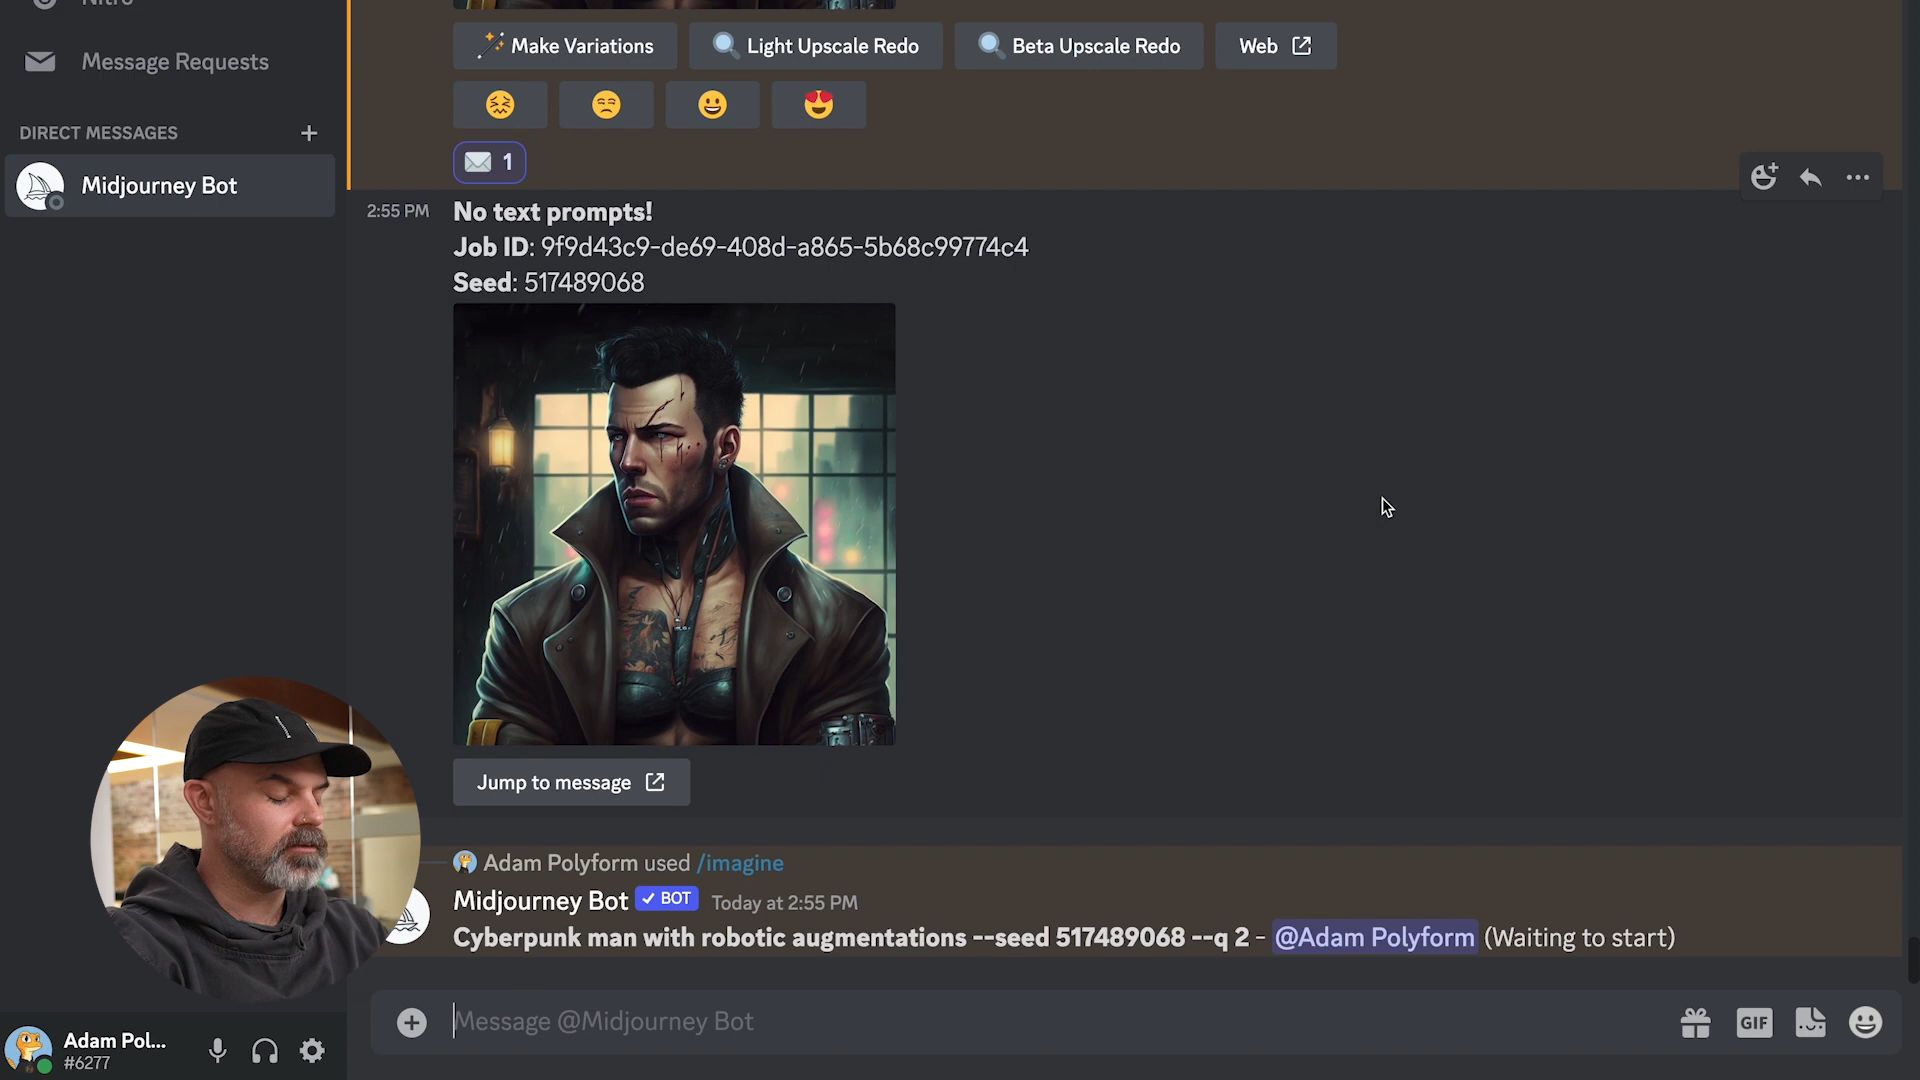 Nitro
Message Requests
DIRECT MESSAGES
Midjourney Bot
Make Variations
Light Upscale Redo
Beta Upscale Redo
Web
1
2:55 PM
No text prompts!
Job ID: 9f9d43c9-de69-408d-a865-5b68c99774c4
Seed: 517489068
Jump to message
Adam Polyform used /imagine
Midjourney Bot ✓ BOT Today at 2:55 PM
Cyberpunk man with robotic augmentations --seed 517489068 --q 2 - @Adam Polyform (Waiting to start)
Message @Midjourney Bot
GIF
Adam Pol...
#6277